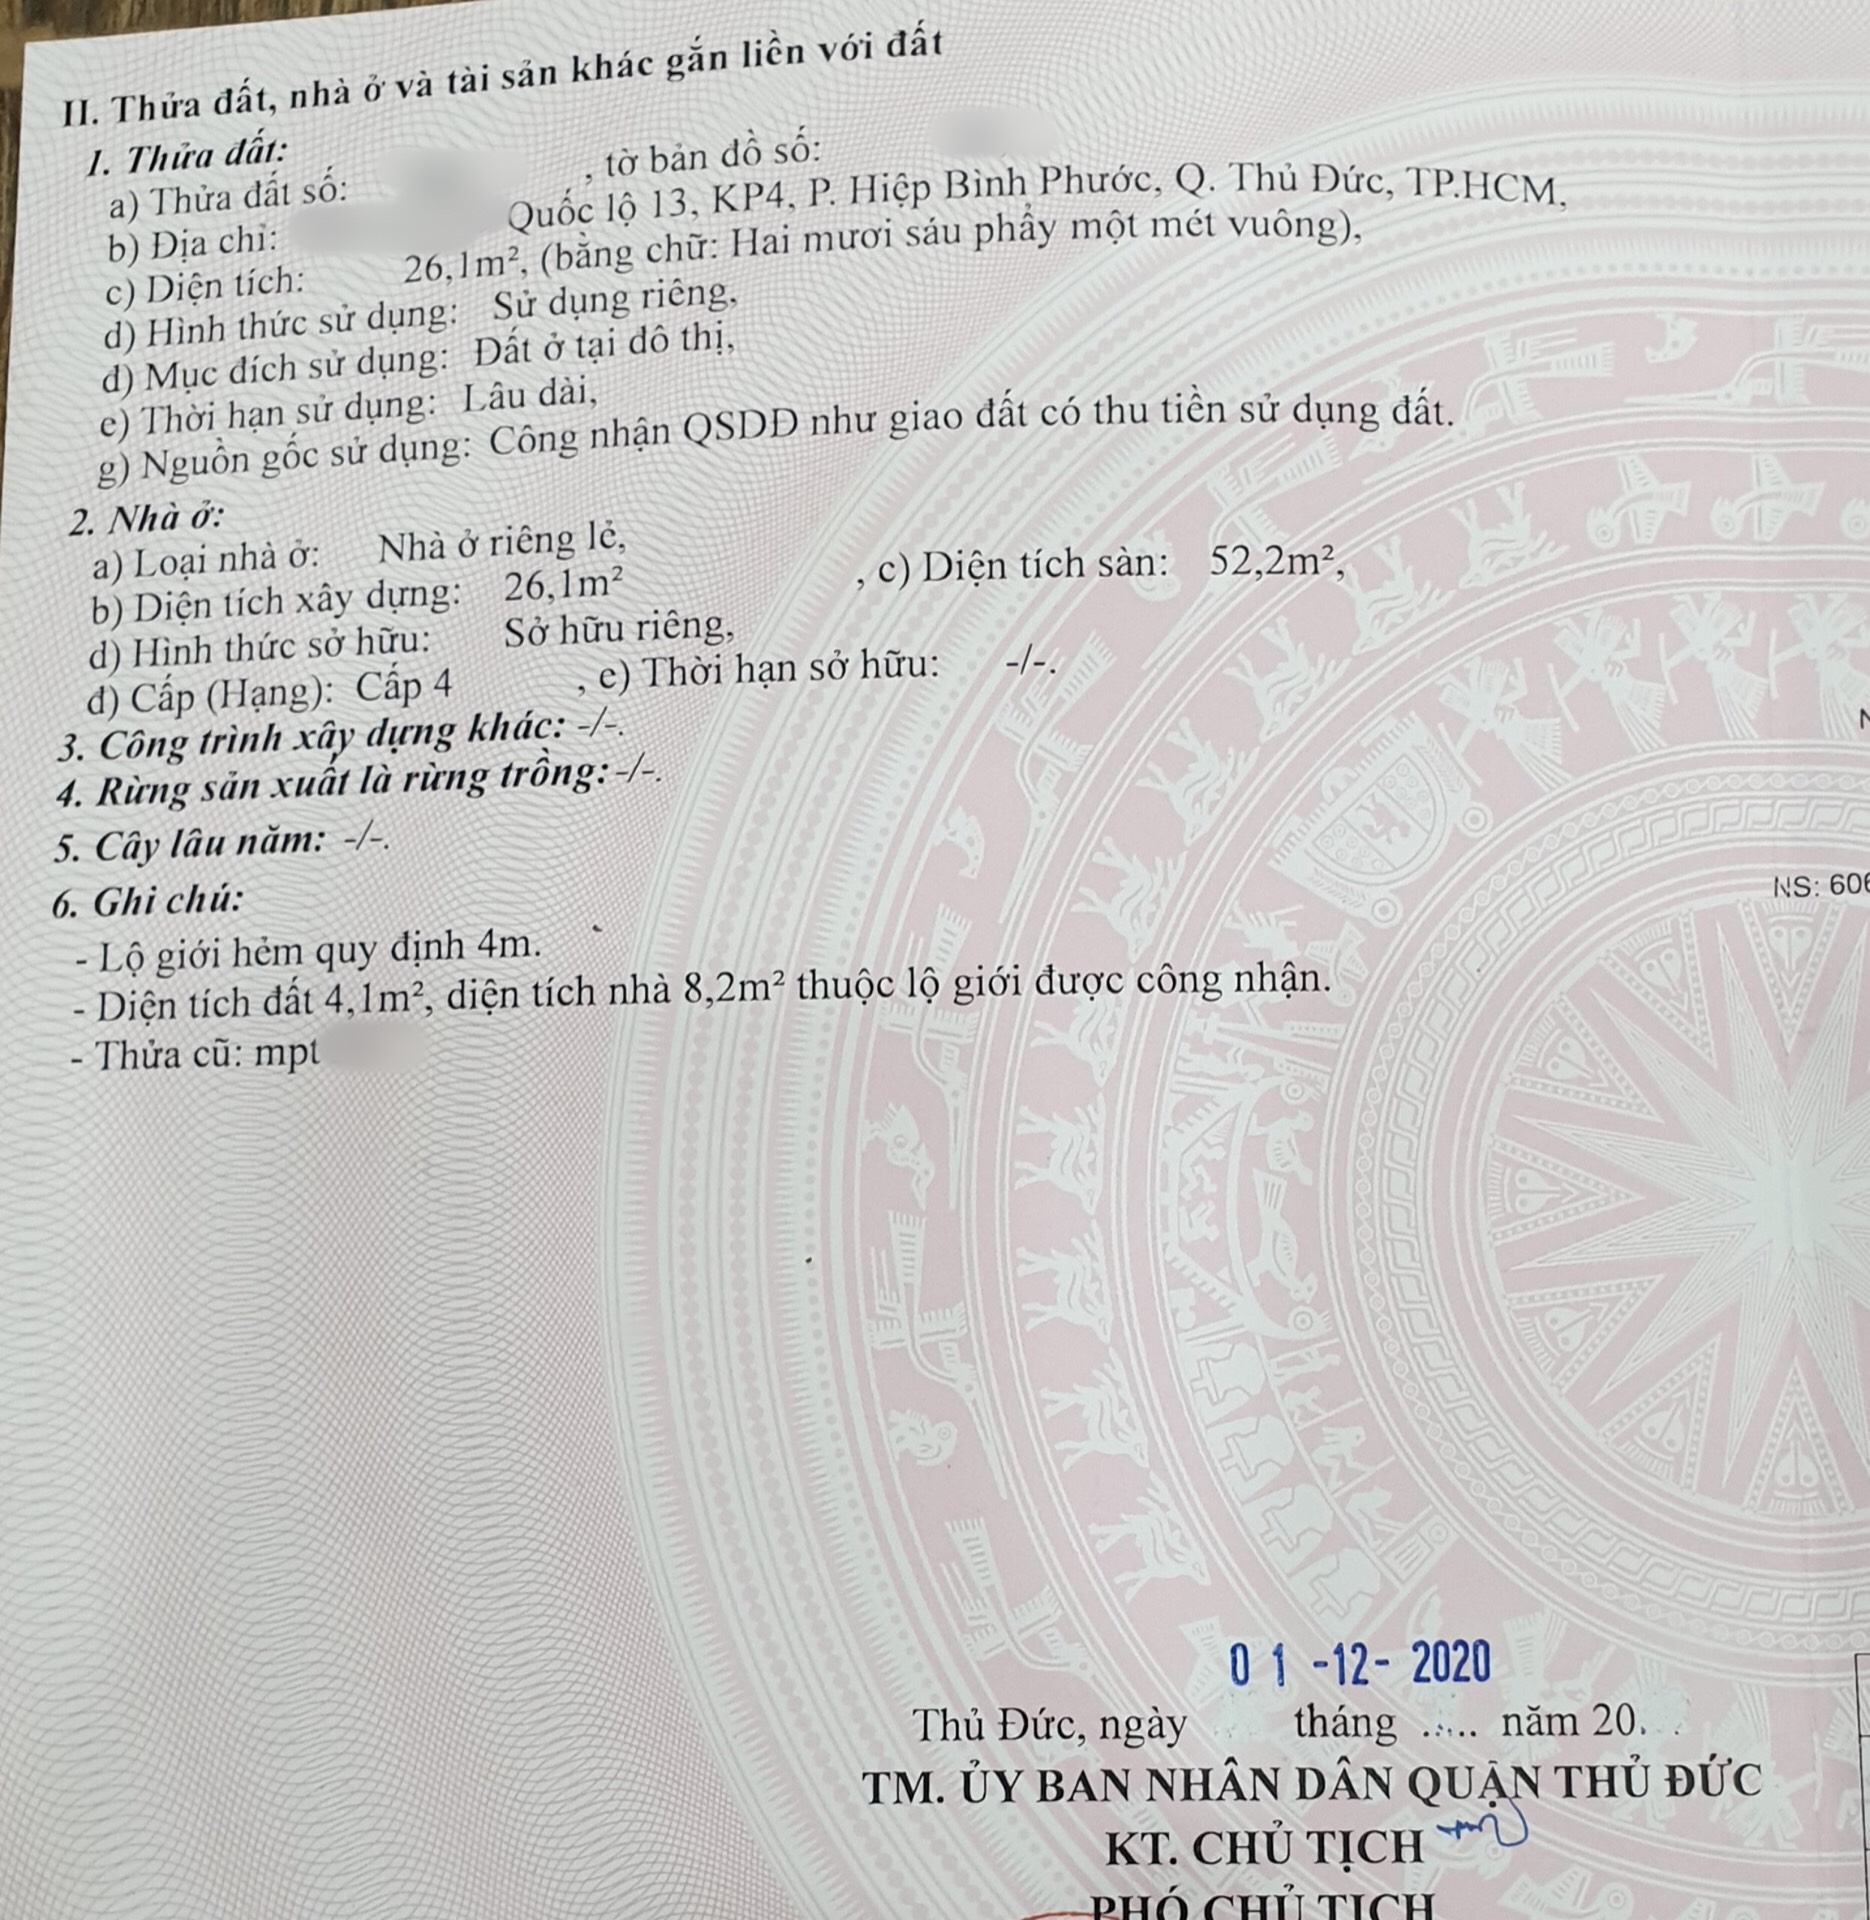 II. Thửa đất, nhà ở và tài sản khác gắn liền với đất
1. Thửa đất:
a) Thửa đất số: , tờ bản đồ số:
b) Địa chỉ: Quốc lộ 13, KP4, P. Hiệp Bình Phước, Q. Thủ Đức, TP.HCM,
c) Diện tích: 26,1m², (bằng chữ: Hai mươi sáu phẩy một mét vuông),
d) Hình thức sử dụng: Sử dụng riêng,
đ) Mục đích sử dụng: Đất ở tại đô thị,
e) Thời hạn sử dụng: Lâu dài,
g) Nguồn gốc sử dụng: Công nhận QSDĐ như giao đất có thu tiền sử dụng đất.
2. Nhà ở:
a) Loại nhà ở: Nhà ở riêng lẻ,
b) Diện tích xây dựng: 26,1m² , c) Diện tích sàn: 52,2m²,
d) Hình thức sở hữu: Sở hữu riêng,
đ) Cấp (Hạng): Cấp 4 , e) Thời hạn sở hữu: -/-.
3. Công trình xây dựng khác: -/-.
4. Rừng sản xuất là rừng trồng: -/-.
5. Cây lâu năm: -/-.
6. Ghi chú:
NS: 606
- Lộ giới hẻm quy định 4m.
- Diện tích đất 4,1m², diện tích nhà 8,2m² thuộc lộ giới được công nhận.
- Thửa cũ: mpt
01 -12- 2020
Thủ Đức, ngày tháng ..... năm 20. .
TM. ỦY BAN NHÂN DÂN QUẬN THỦ ĐỨC
KT. CHỦ TỊCH
PHÓ CHỦ TỊCH